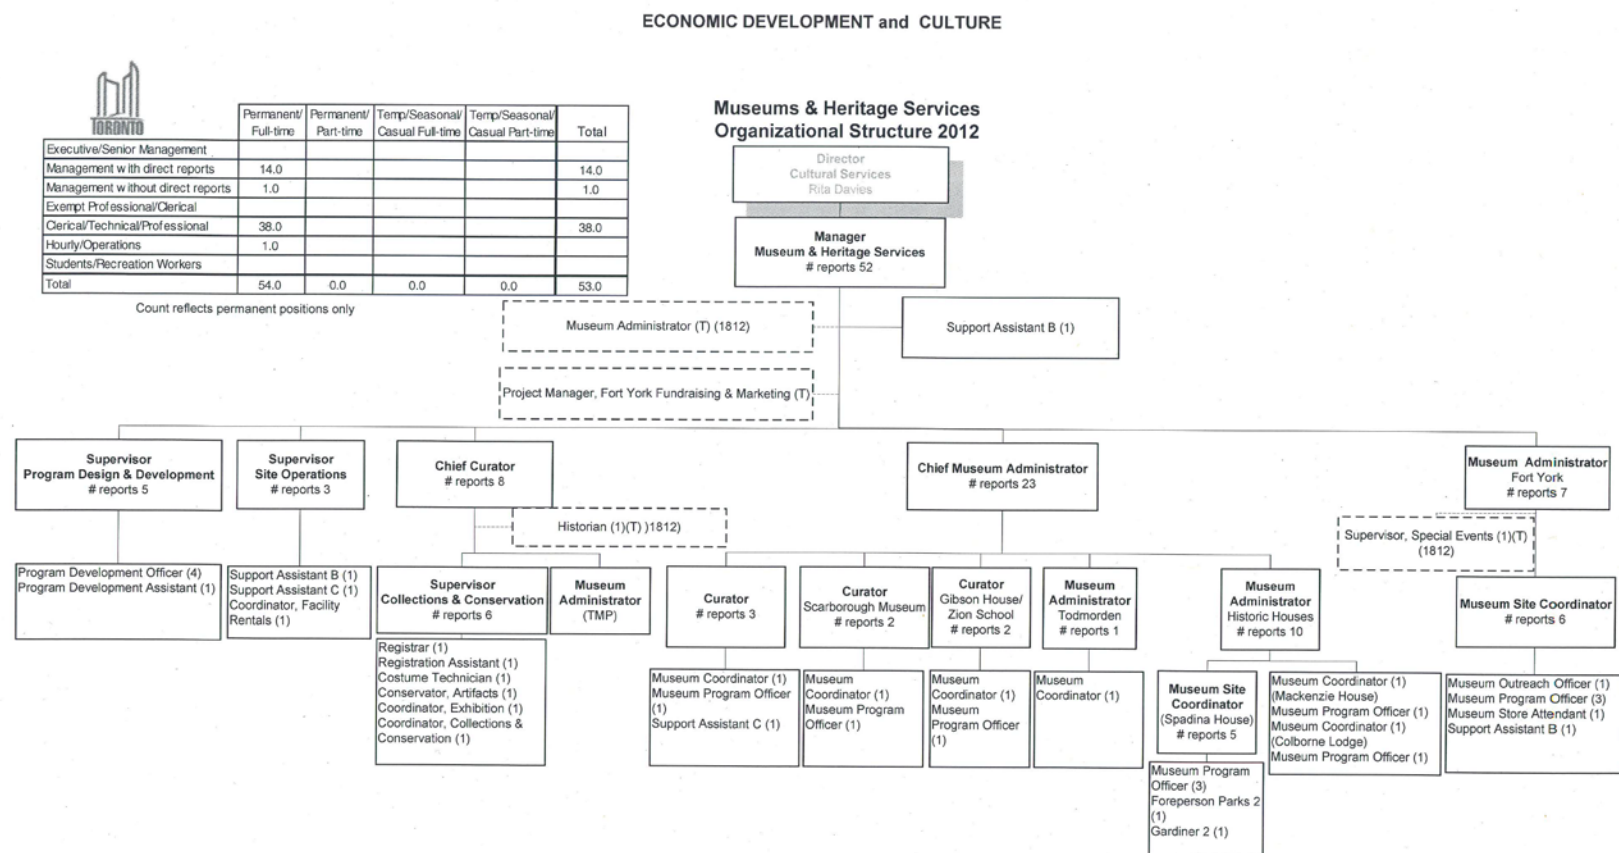 ECONOMIC DEVELOPMENT and CULTURE
TORONTO
Permanent/ Permanent/ Temp/Seasonal/ Temp/Seasonal/
Full-time Part-time Casual Full-time Casual Part-time Total
Executive/Senior Management
Management with direct reports 14.0 14.0
Management without direct reports 1.0 1.0
Exempt Professional/Clerical
Clerical/Technical/Professional 38.0 38.0
Hourly/Operations 1.0
Students/Recreation Workers
Total 54.0 0.0 0.0 0.0 53.0
Count reflects permanent positions only
Museums & Heritage Services
Organizational Structure 2012
Director
Cultural Services
Rita Davies
Manager
Museum & Heritage Services
# reports 52
Museum Administrator (T) (1812)
Support Assistant B (1)
Project Manager, Fort York Fundraising & Marketing (T)
Supervisor
Program Design & Development
# reports 5
Supervisor
Site Operations
# reports 3
Chief Curator
# reports 8
Chief Museum Administrator
# reports 23
Museum Administrator
Fort York
# reports 7
Historian (1)(T) )1812)
Supervisor, Special Events (1)(T)
(1812)
Program Development Officer (4)
Program Development Assistant (1)
Support Assistant B (1)
Support Assistant C (1)
Coordinator, Facility
Rentals (1)
Supervisor
Collections & Conservation
# reports 6
Museum
Administrator
(TMP)
Curator
# reports 3
Curator
Scarborough Museum
# reports 2
Curator
Gibson House/
Zion School
# reports 2
Museum
Administrator
Todmorden
# reports 1
Museum
Administrator
Historic Houses
# reports 10
Museum Site Coordinator
# reports 6
Registrar (1)
Registration Assistant (1)
Costume Technician (1)
Conservator, Artifacts (1)
Coordinator, Exhibition (1)
Coordinator, Collections &
Conservation (1)
Museum Coordinator (1)
Museum Program Officer
(1)
Support Assistant C (1)
Museum
Coordinator (1)
Museum Program
Officer (1)
Museum
Coordinator (1)
Museum
Program Officer
(1)
Museum
Coordinator (1)
Museum Site
Coordinator
(Spadina House)
# reports 5
Museum Coordinator (1)
(Mackenzie House)
Museum Program Officer (1)
Museum Coordinator (1)
(Colborne Lodge)
Museum Program Officer (1)
Museum Outreach Officer (1)
Museum Program Officer (3)
Museum Store Attendant (1)
Support Assistant B (1)
Museum Program
Officer (3)
Foreperson Parks 2
(1)
Gardiner 2 (1)